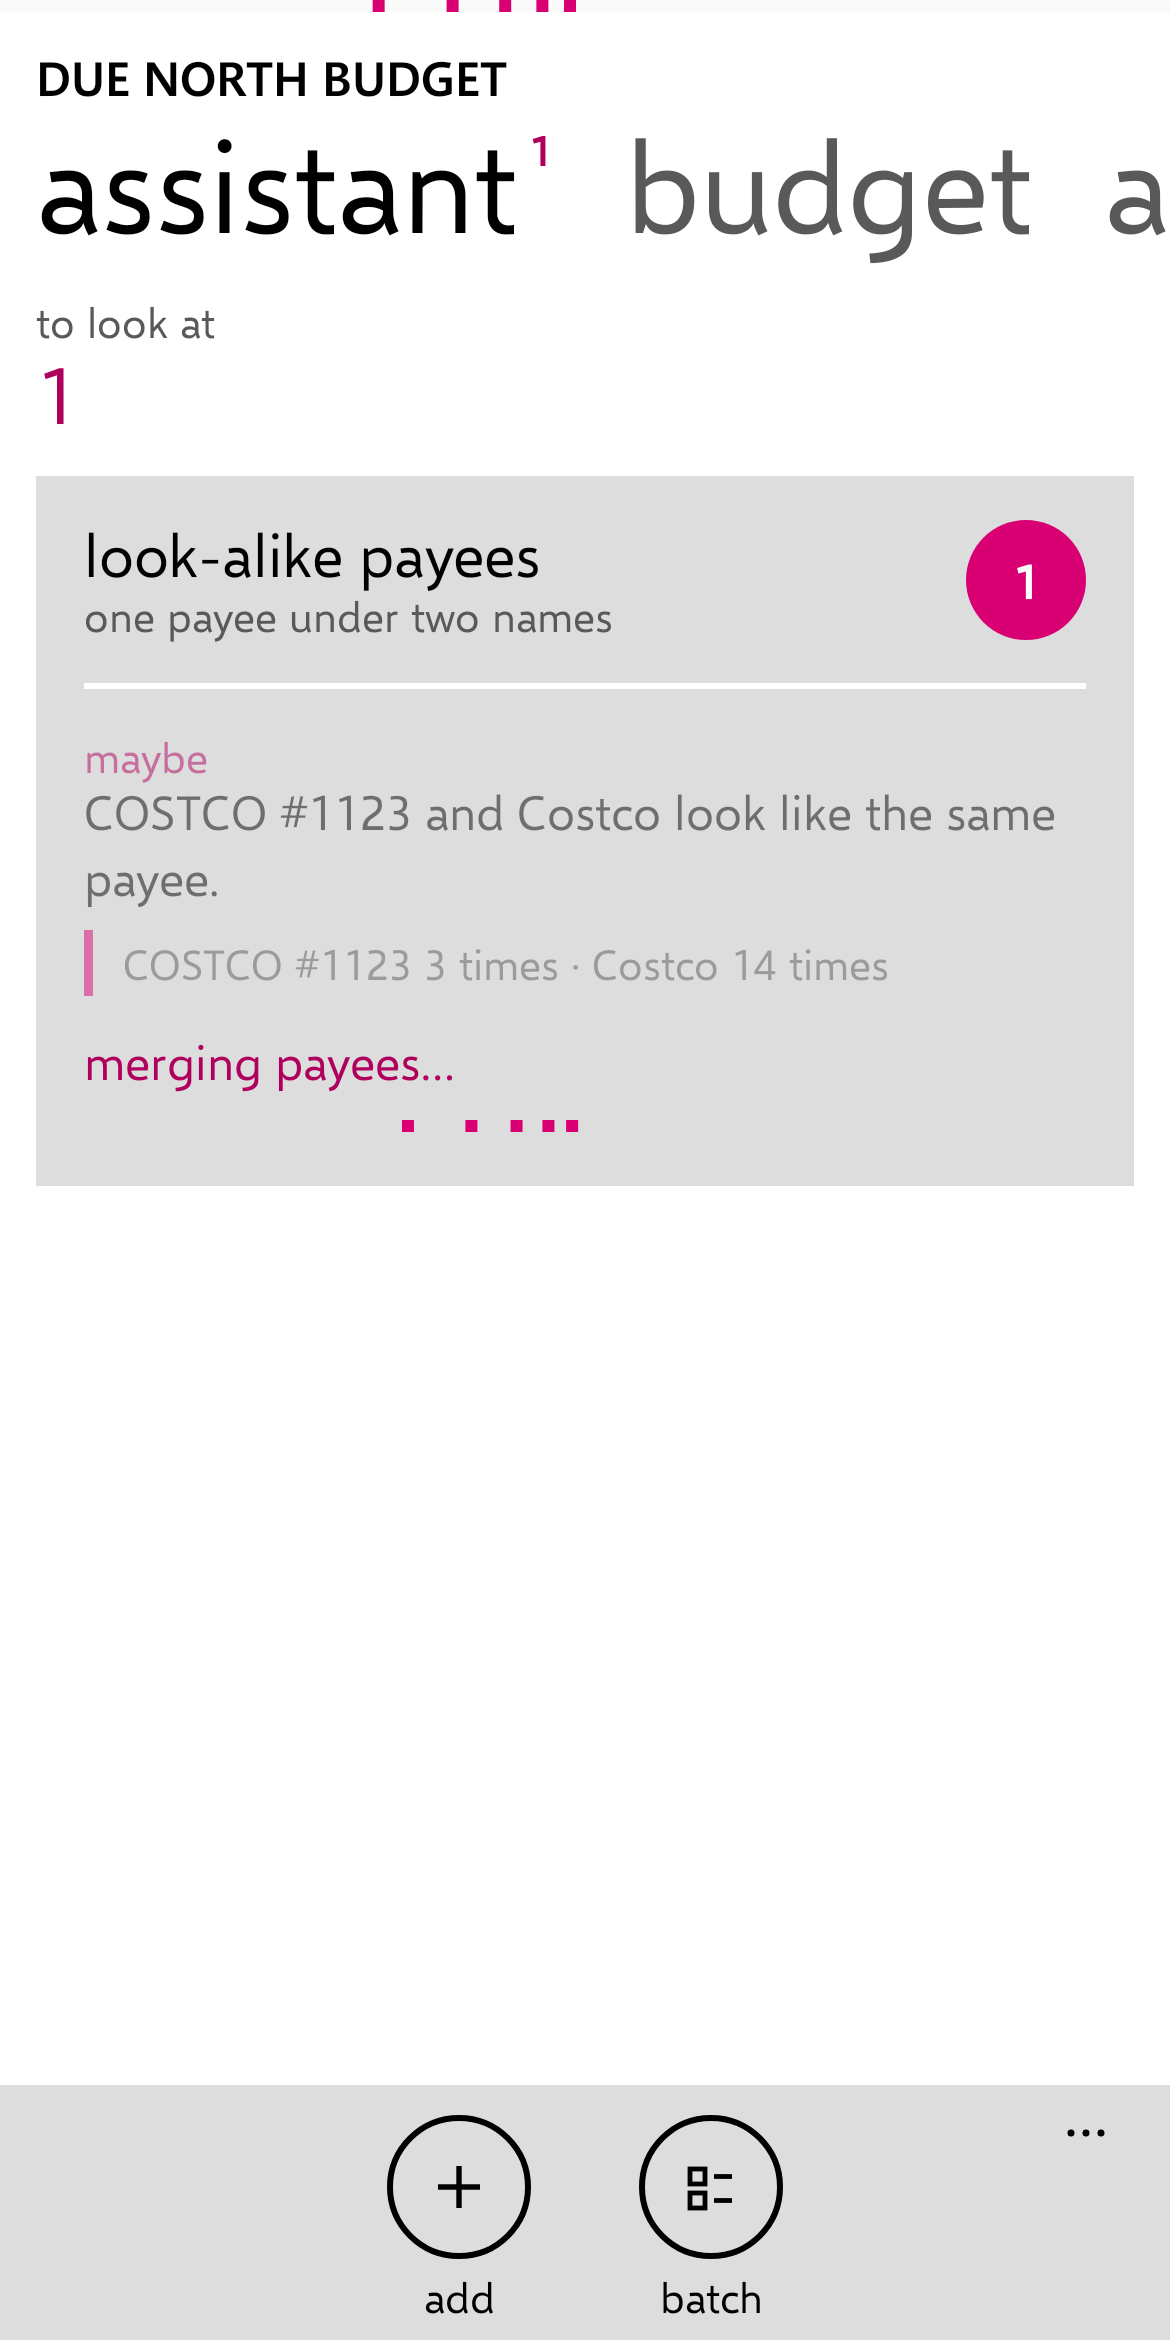 DUE NORTH BUDGET
assistant 1 budget a
to look at
1
look-alike payees
1
one payee under two names
maybe
COSTCO #1123 and Costco look like the same
payee.
COSTCO #1123 3 times · Costco 14 times
merging payees...
...
add batch